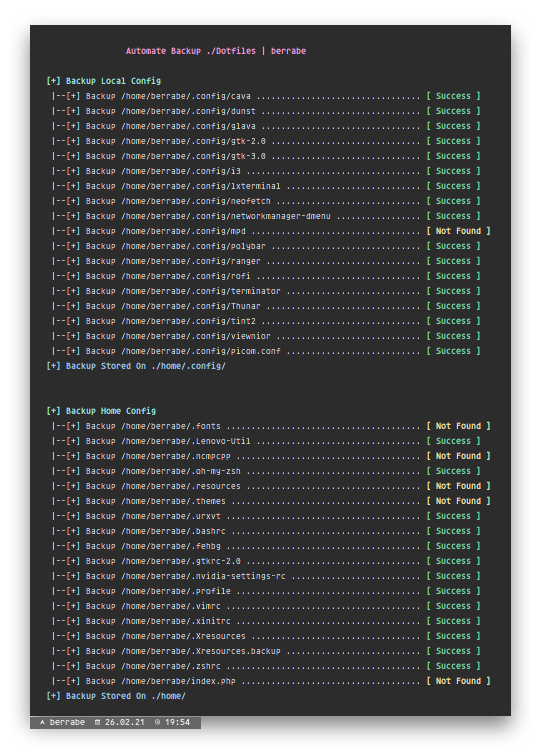 Automate Backup ./Dotfiles | berrabe
[+] Backup Local Config
|--[+] Backup /home/berrabe/.config/cava ................................. [ Success ]
|--[+] Backup /home/berrabe/.config/dunst ................................ [ Success ]
|--[+] Backup /home/berrabe/.config/glava ................................ [ Success ]
|--[+] Backup /home/berrabe/.config/gtk-2.0 .............................. [ Success ]
|--[+] Backup /home/berrabe/.config/gtk-3.0 .............................. [ Success ]
|--[+] Backup /home/berrabe/.config/i3 ................................... [ Success ]
|--[+] Backup /home/berrabe/.config/lxterminal ........................... [ Success ]
|--[+] Backup /home/berrabe/.config/neofetch ............................. [ Success ]
|--[+] Backup /home/berrabe/.config/networkmanager-dmenu ................. [ Success ]
|--[+] Backup /home/berrabe/.config/mpd .................................. [ Not Found ]
|--[+] Backup /home/berrabe/.config/polybar .............................. [ Success ]
|--[+] Backup /home/berrabe/.config/ranger ............................... [ Success ]
|--[+] Backup /home/berrabe/.config/rofi ................................. [ Success ]
|--[+] Backup /home/berrabe/.config/terminator ........................... [ Success ]
|--[+] Backup /home/berrabe/.config/Thunar ............................... [ Success ]
|--[+] Backup /home/berrabe/.config/tint2 ................................ [ Success ]
|--[+] Backup /home/berrabe/.config/viewnior ............................. [ Success ]
|--[+] Backup /home/berrabe/.config/picom.conf ........................... [ Success ]
[+] Backup Stored On ./home/.config/
[+] Backup Home Config
|--[+] Backup /home/berrabe/.fonts ....................................... [ Not Found ]
|--[+] Backup /home/berrabe/.Lenovo-Util ................................. [ Success ]
|--[+] Backup /home/berrabe/.ncmpcpp ..................................... [ Not Found ]
|--[+] Backup /home/berrabe/.oh-my-zsh ................................... [ Success ]
|--[+] Backup /home/berrabe/.resources ................................... [ Not Found ]
|--[+] Backup /home/berrabe/.themes ...................................... [ Not Found ]
|--[+] Backup /home/berrabe/.urxvt ....................................... [ Success ]
|--[+] Backup /home/berrabe/.bashrc ...................................... [ Success ]
|--[+] Backup /home/berrabe/.fehbg ....................................... [ Success ]
|--[+] Backup /home/berrabe/.gtkrc-2.0 ................................... [ Success ]
|--[+] Backup /home/berrabe/.nvidia-settings-rc .......................... [ Success ]
|--[+] Backup /home/berrabe/.profile ..................................... [ Success ]
|--[+] Backup /home/berrabe/.vimrc ....................................... [ Success ]
|--[+] Backup /home/berrabe/.xinitrc ..................................... [ Success ]
|--[+] Backup /home/berrabe/.Xresources .................................. [ Success ]
|--[+] Backup /home/berrabe/.Xresources.backup ........................... [ Success ]
|--[+] Backup /home/berrabe/.zshrc ....................................... [ Success ]
|--[+] Backup /home/berrabe/index.php .................................... [ Not Found ]
[+] Backup Stored On ./home/
berrabe 26.02.21 19:54